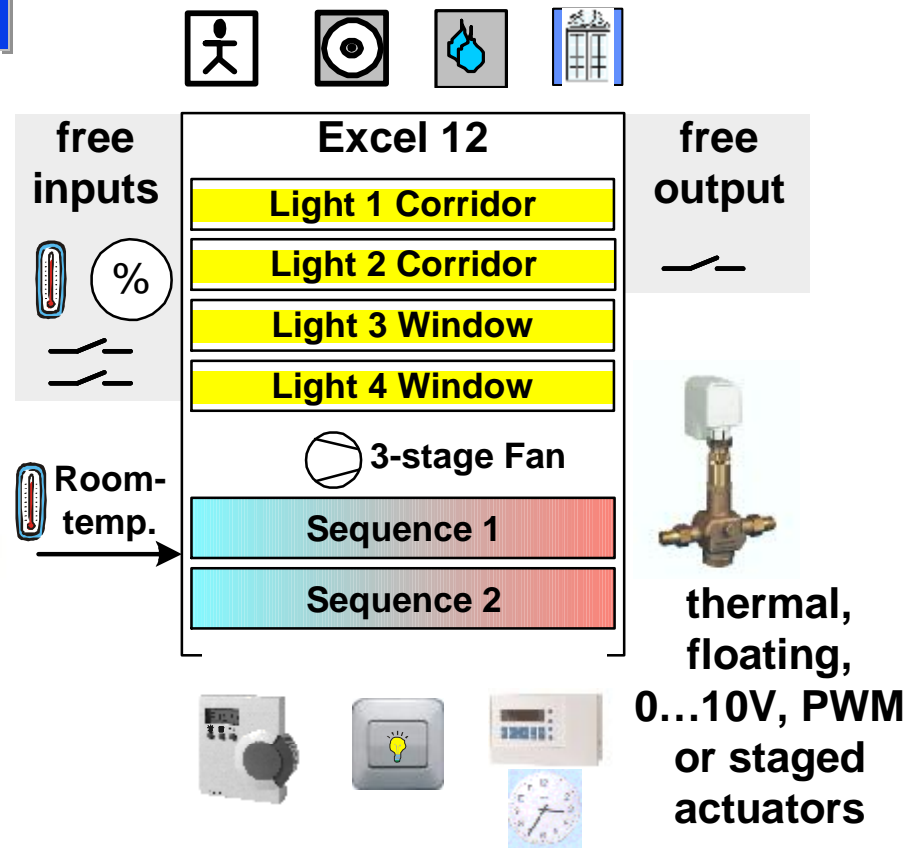 free
inputs
%
Room-
temp.
Excel 12
Light 1 Corridor
Light 2 Corridor
Light 3 Window
Light 4 Window
3-stage Fan
Sequence 1
Sequence 2
free
output
thermal,
floating,
0…10V, PWM
or staged
actuators